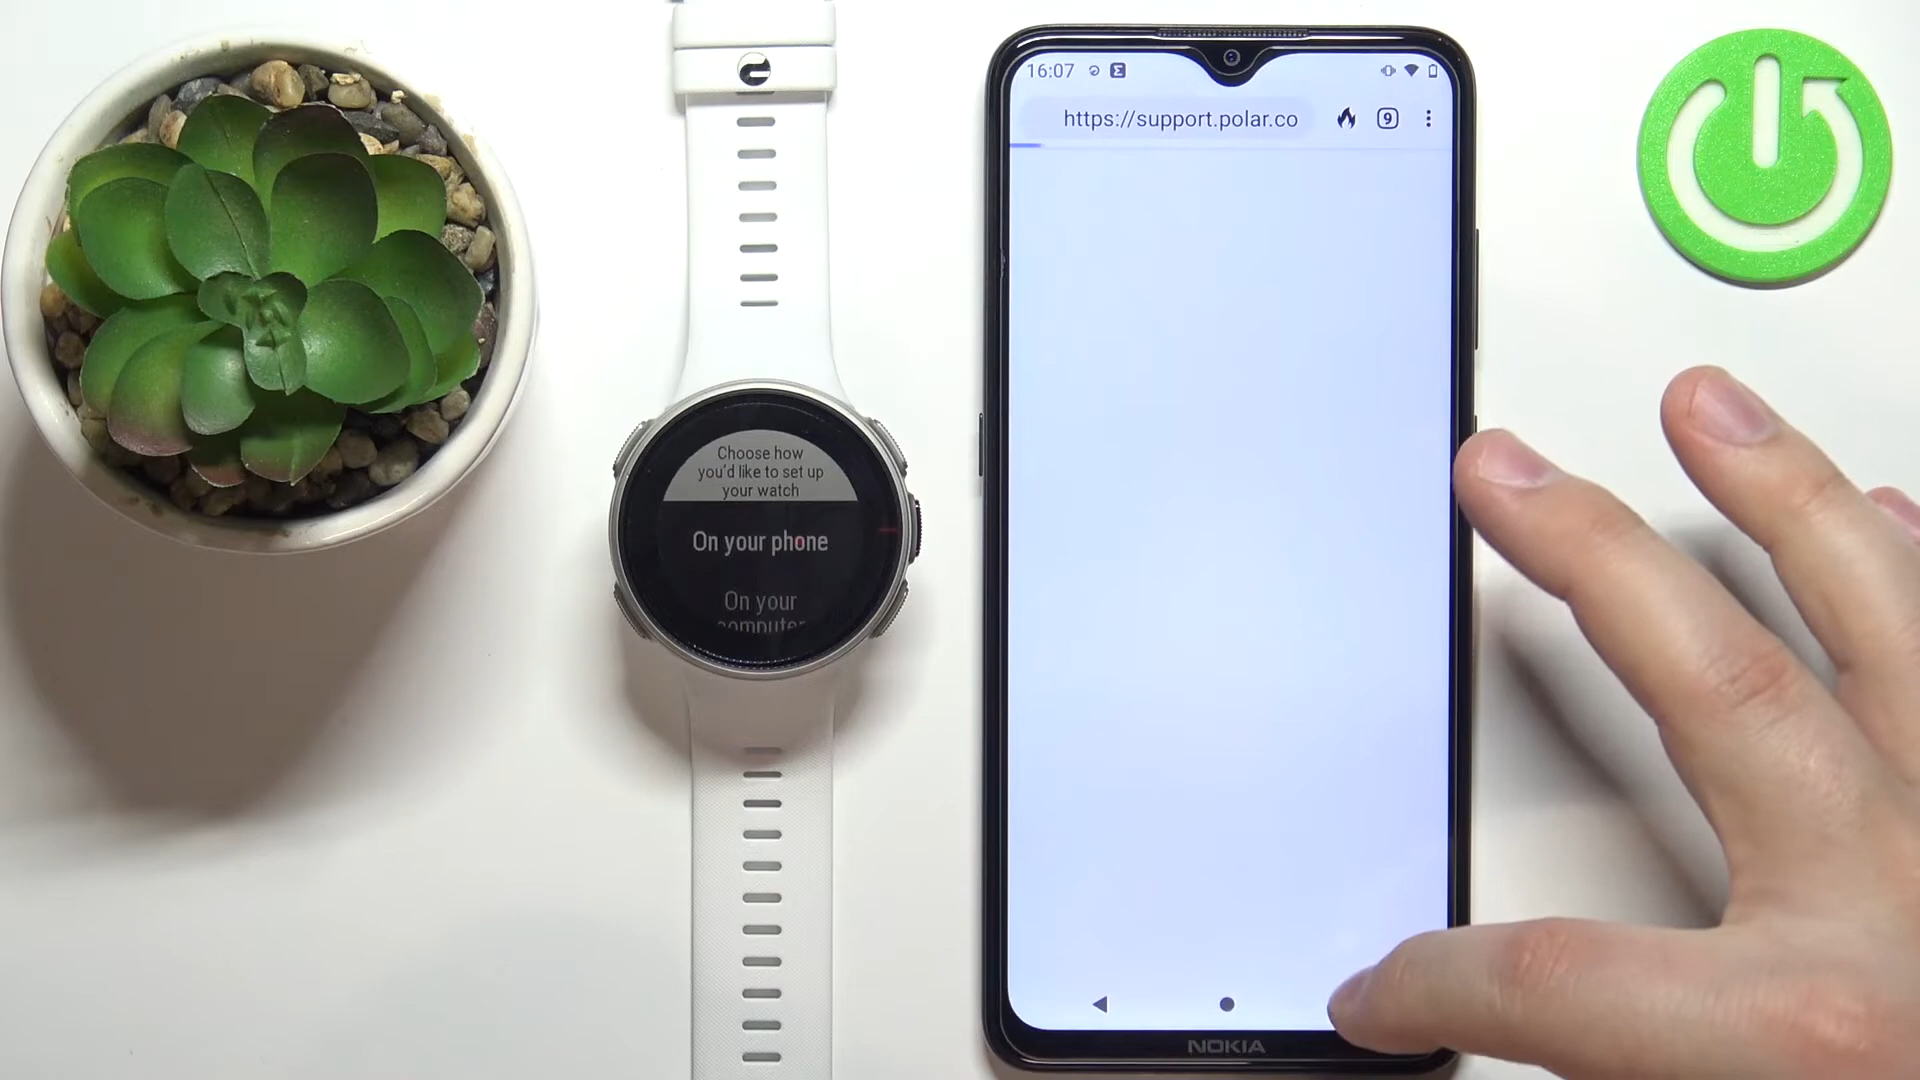 16:07
https://support.polar.co
9
Choose how
you'd like to set up
your watch
On your phone
On your
computer
NOKIA